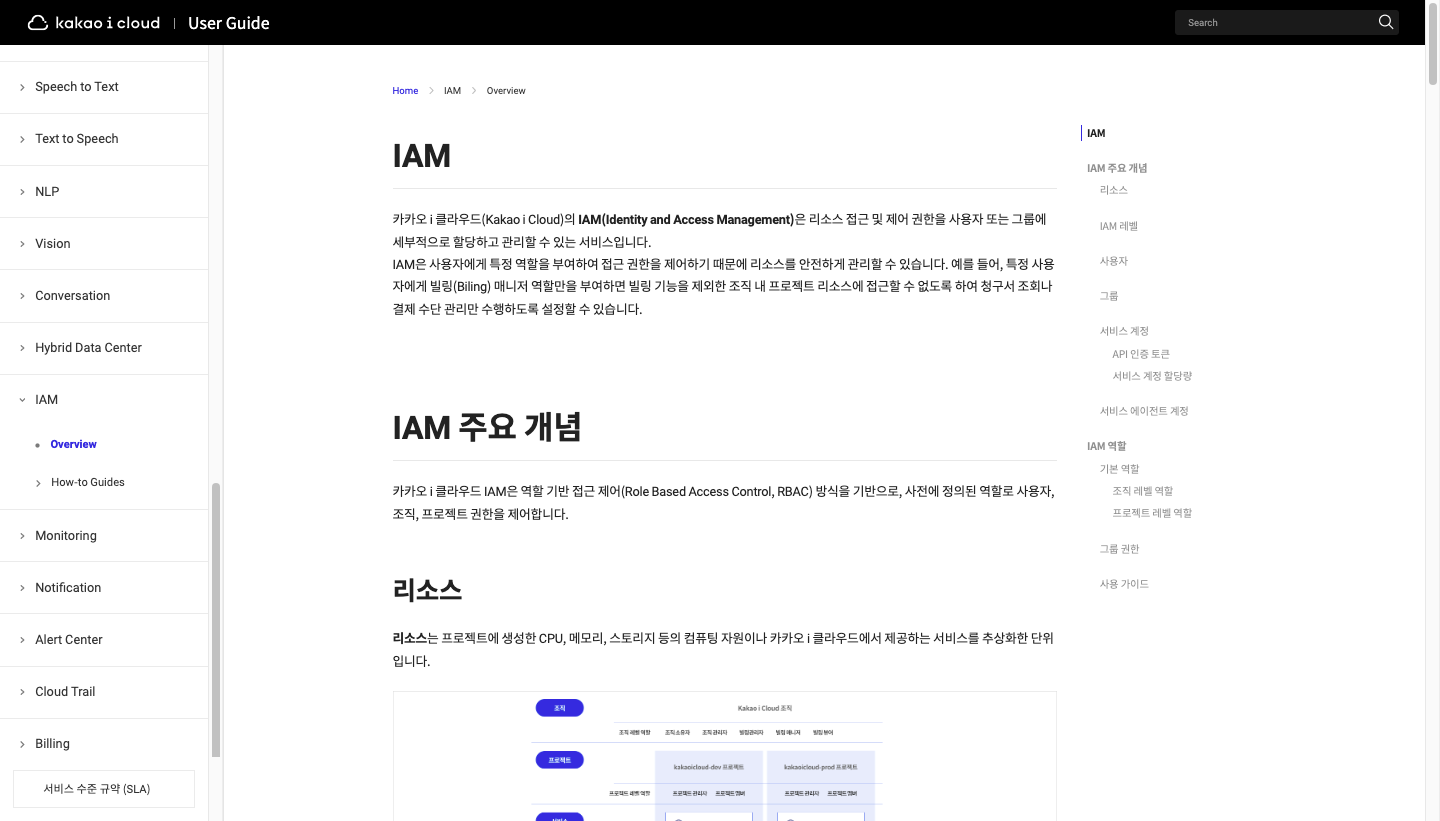 kakao i cloud | User Guide
Search
Speech to Text
Text to Speech
NLP
Vision
Conversation
Hybrid Data Center
IAM
Overview
How-to Guides
Monitoring
Notification
Alert Center
Cloud Trail
Billing
서비스 수준 규약 (SLA)
Home > IAM > Overview
IAM
카카오 i 클라우드(Kakao i Cloud)의 IAM(Identity and Access Management)은 리소스 접근 및 제어 권한을 사용자 또는 그룹에
세부적으로 할당하고 관리할 수 있는 서비스입니다.
IAM은 사용자에게 특정 역할을 부여하여 접근 권한을 제어하기 때문에 리소스를 안전하게 관리할 수 있습니다. 예를 들어, 특정 사용
자에게 빌링(Biling) 매니저 역할만을 부여하면 빌링 기능을 제외한 조직 내 프로젝트 리소스에 접근할 수 없도록 하여 청구서 조회나
결제 수단 관리만 수행하도록 설정할 수 있습니다.
IAM 주요 개념
카카오 i 클라우드 IAM은 역할 기반 접근 제어(Role Based Access Control, RBAC) 방식을 기반으로, 사전에 정의된 역할로 사용자,
조직, 프로젝트 권한을 제어합니다.
리소스
리소스는 프로젝트에 생성한 CPU, 메모리, 스토리지 등의 컴퓨팅 자원이나 카카오 i 클라우드에서 제공하는 서비스를 추상화한 단위
입니다.
조직
Kakao i Cloud 조직
조직 레벨 역할 조직 소유자 조직 관리자 빌링관리자 빌링 매니저 빌링 뷰어
프로젝트
kakaoicloud-dev 프로젝트 kakaoicloud-prod 프로젝트
프로젝트 레벨 역할 프로젝트 관리자 프로젝트 멤버 프로젝트 관리자 프로젝트 멤버
IAM
IAM 주요 개념
리소스
IAM 레벨
사용자
그룹
서비스 계정
API 인증 토큰
서비스 계정 할당량
서비스 에이전트 계정
IAM 역할
기본 역할
조직 레벨 역할
프로젝트 레벨 역할
그룹 권한
사용 가이드